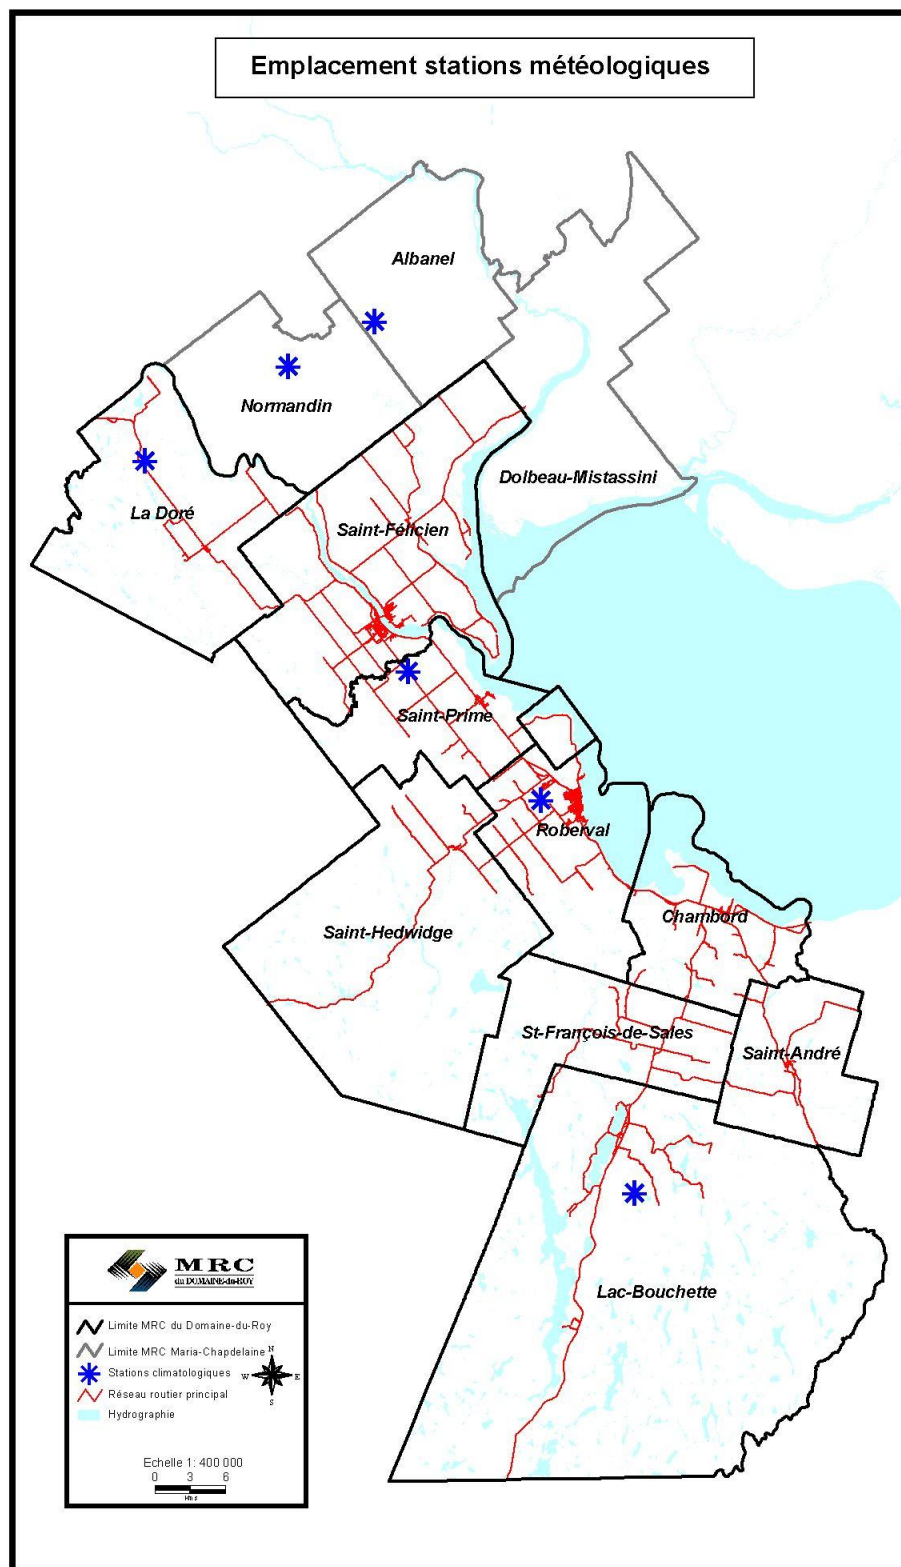 Emplacement stations météologiques
Albanel
Normandin
Dolbeau-Mistassini
La Doré
Saint-Félicien
Saint-Prime
Roberval
Chambord
Saint-Hedwidge
St-François-de-Sales
Saint-André
Lac-Bouchette
MRC
du DOMAINE-du-ROY
Limite MRC du Domaine-du-Roy
Limite MRC Maria-Chapdelaine
Stations climatologiques
Réseau routier principal
Hydrographie
N
W E
S
Echelle 1: 400 000
0 3 6